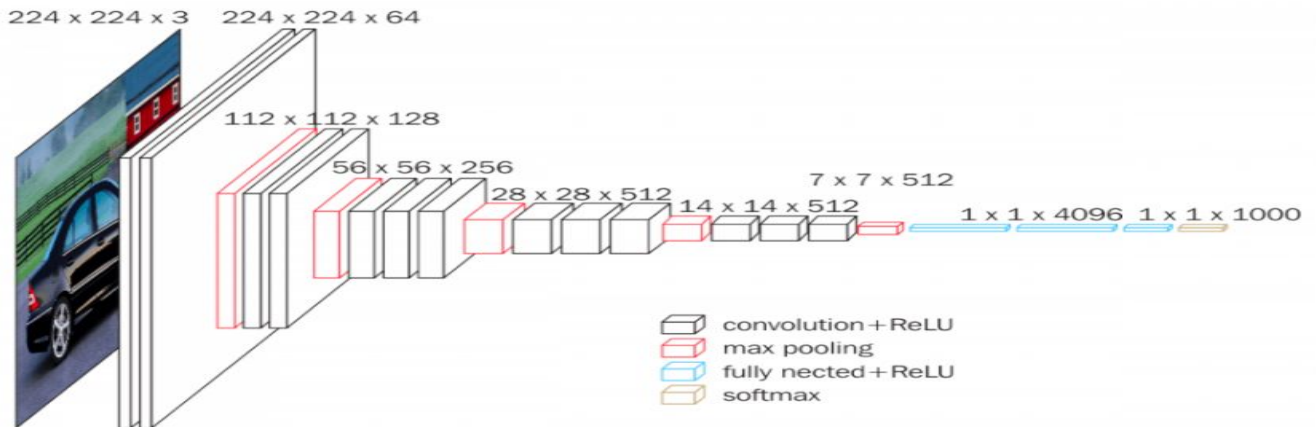 224 x 224 x 3
224 x 224 x 64
112 x 112 x 128
56 x 56 x 256
28 x 28 x 512
14 x 14 x 512
7 x 7 x 512
1 x 1 x 4096
1 x 1 x 1000
convolution+ReLU
max pooling
fully nected+ReLU
softmax